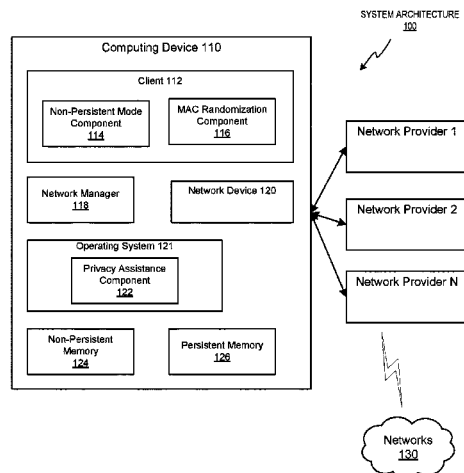 SYSTEM ARCHITECTURE
100
Computing Device 110
Client 112
Non-Persistent Mode
Component
114
MAC Randomization
Component
116
Network Manager
118
Network Device 120
Operating System 121
Privacy Assistance
Component
122
Non-Persistent
Memory
124
Persistent Memory
126
Network Provider 1
Network Provider 2
Network Provider N
Networks
130